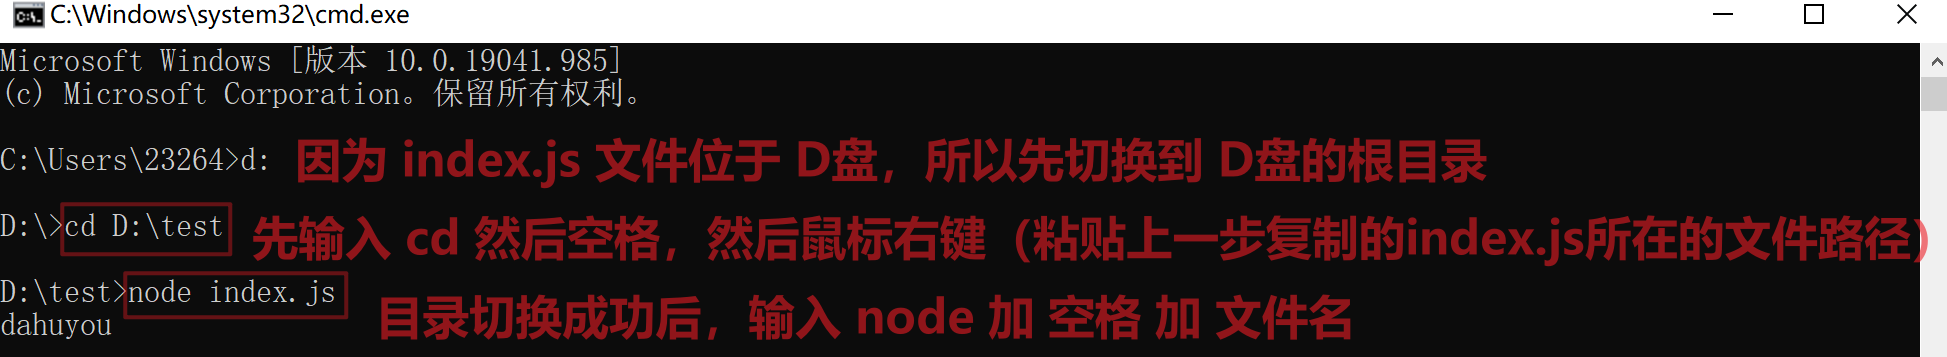 C:\Windows\system32\cmd.exe
Microsoft Windows [版本 10.0.19041.985]
(c) Microsoft Corporation。保留所有权利。
C:\Users\23264>d: 因为 index.js 文件位于 D盘，所以先切换到 D盘的根目录
D:\>cd D:\test 先输入 cd 然后空格，然后鼠标右键（粘贴上一步复制的index.js所在的文件路径）
D:\test>node index.js 目录切换成功后，输入 node 加 空格 加 文件名
dahuyou